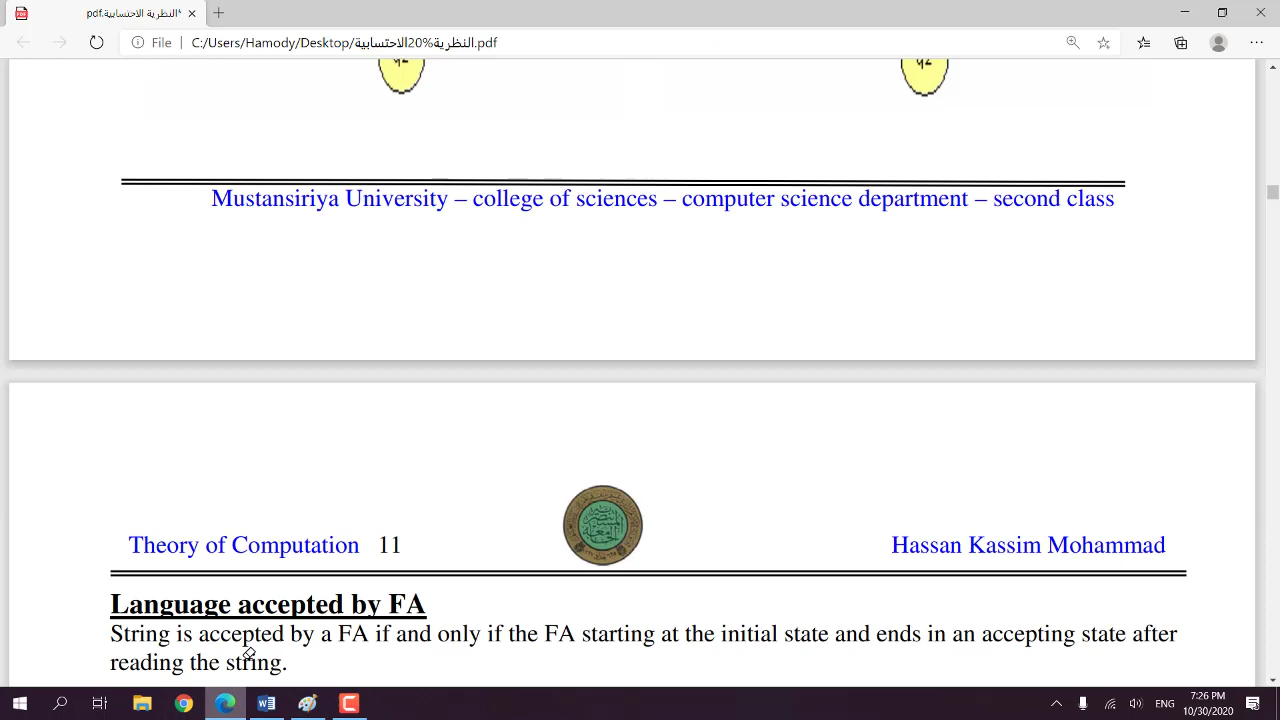 *النظرية الاحتسابية.pdf
File
C:/Users/Hamody/Desktop/النظرية%20الاحتسابية.pdf
q2
q2
Mustansiriya University – college of sciences – computer science department – second class
Theory of Computation 11
Hassan Kassim Mohammad
Language accepted by FA
String is accepted by a FA if and only if the FA starting at the initial state and ends in an accepting state after
reading the string.
ENG
7:26 PM
10/30/2020